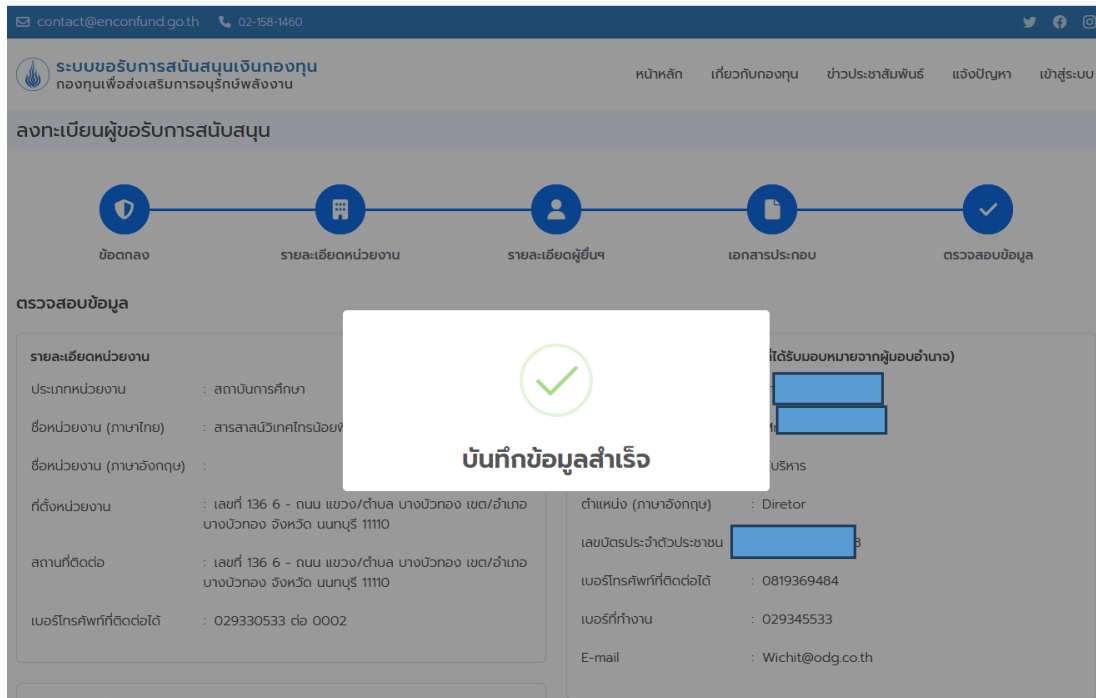 contact@enconfund.go.th 02-158-1460
ระบบขอรับการสนันสนุนเงินกองทุน
กองทุนเพื่อส่งเสริมการอนุรักษ์พลังงาน
หน้าหลัก เกี่ยวกับกองทุน ข่าวประชาสัมพันธ์ แจ้งปัญหา เข้าสู่ระบบ
ลงทะเบียนผู้ขอรับการสนับสนุน
ข้อตกลง รายละเอียดหน่วยงาน รายละเอียดผู้ยื่นฯ เอกสารประกอบ ตรวจสอบข้อมูล
ตรวจสอบข้อมูล
รายละเอียดหน่วยงาน
ประเภทหน่วยงาน : สถาบันการศึกษา
ชื่อหน่วยงาน (ภาษาไทย) : สารสาสน์วิเทศไทรน้อย
ชื่อหน่วยงาน (ภาษาอังกฤษ) :
ที่ตั้งหน่วยงาน : เลขที่ 136 6 - ถนน แขวง/ตำบล บางบัวทอง เขต/อำเภอ
บางบัวทอง จังหวัด นนทบุรี 11110
สถานที่ติดต่อ : เลขที่ 136 6 - ถนน แขวง/ตำบล บางบัวทอง เขต/อำเภอ
บางบัวทอง จังหวัด นนทบุรี 11110
เบอร์โทรศัพท์ที่ติดต่อได้ : 029330533 ต่อ 0002
บันทึกข้อมูลสำเร็จ
ได้รับมอบหมายจากผู้มอบอำนาจ)
บริหาร
ตำแหน่ง (ภาษาอังกฤษ) : Diretor
เลขบัตรประจำตัวประชาชน
เบอร์โทรศัพท์ที่ติดต่อได้ : 0819369484
เบอร์ที่ทำงาน : 029345533
E-mail : Wichit@odg.co.th